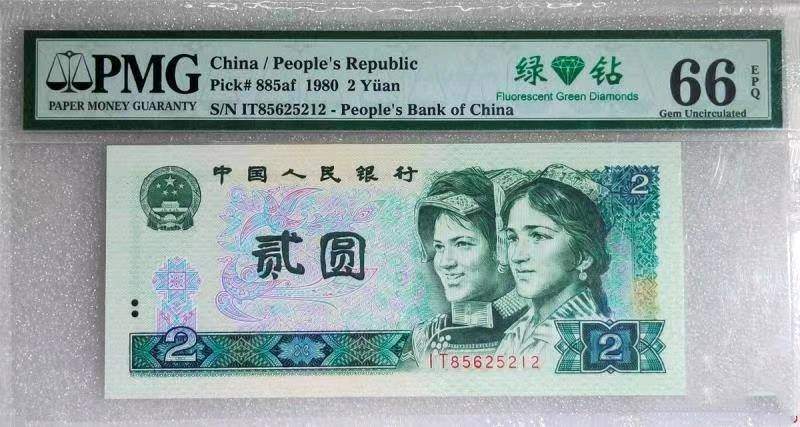 PMG
PAPER MONEY GUARANTY
China / People's Republic
Pick# 885af 1980 2 Yüan
S/N IT85625212 - People's Bank of China
绿 钻
Fluorescent Green Diamonds
66 EPQ
Gem Uncirculated
中国人民银行
2
贰圆
2
IT85625212
2